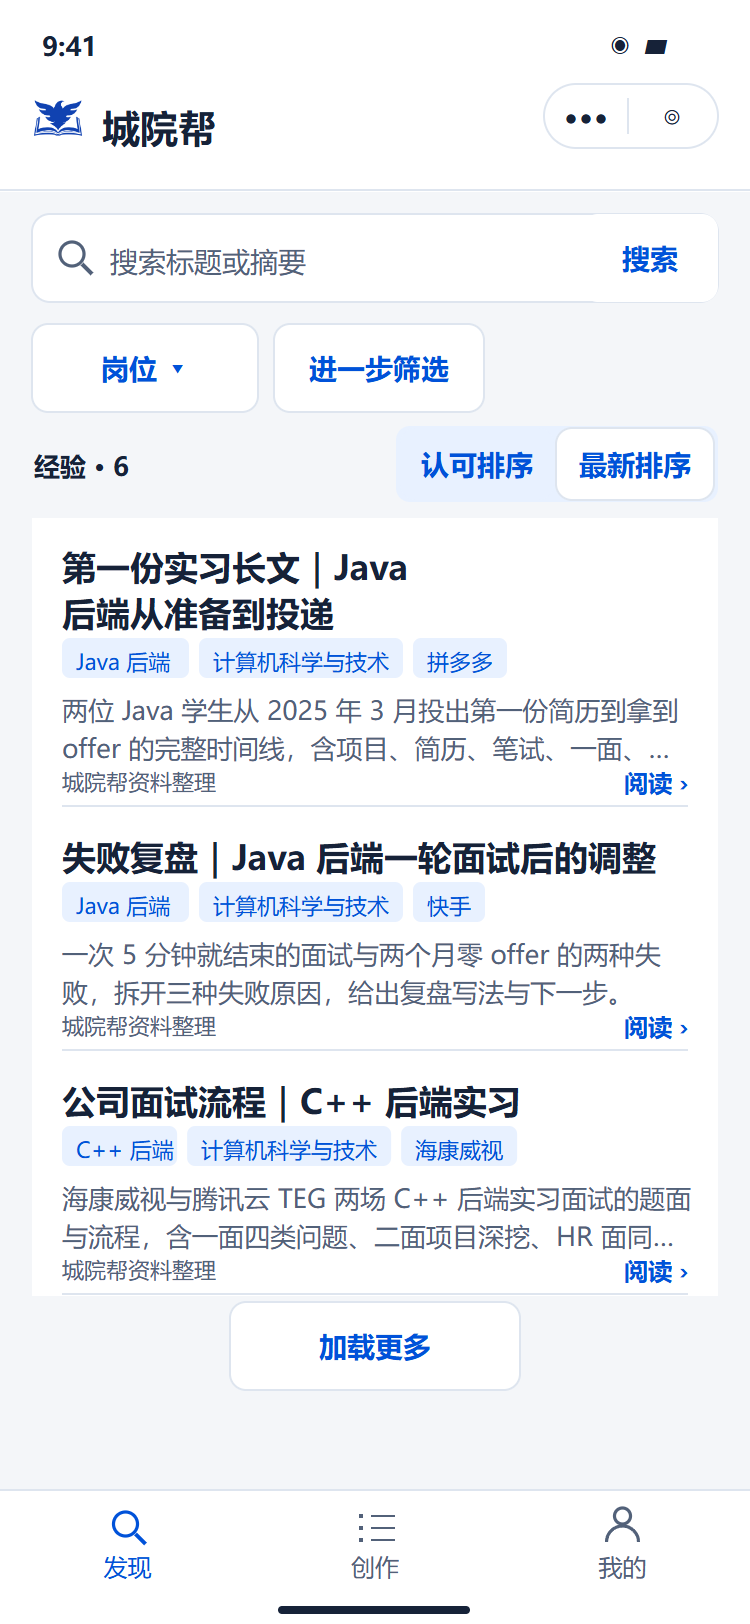 9:41
城院帮
搜索标题或摘要
搜索
岗位 ▼
进一步筛选
经验 · 6
认可排序
最新排序
第一份实习长文｜Java
后端从准备到投递
Java 后端
计算机科学与技术
拼多多
两位 Java 学生从 2025 年 3 月投出第一份简历到拿到
offer 的完整时间线，含项目、简历、笔试、一面、...
城院帮资料整理
阅读 ›
失败复盘｜Java 后端一轮面试后的调整
Java 后端
计算机科学与技术
快手
一次 5 分钟就结束的面试与两个月零 offer 的两种失
败，拆开三种失败原因，给出复盘写法与下一步。
城院帮资料整理
阅读 ›
公司面试流程｜C++ 后端实习
C++ 后端
计算机科学与技术
海康威视
海康威视与腾讯云 TEG 两场 C++ 后端实习面试的题面
与流程，含一面四类问题、二面项目深挖、HR 面同...
城院帮资料整理
阅读 ›
加载更多
发现
创作
我的